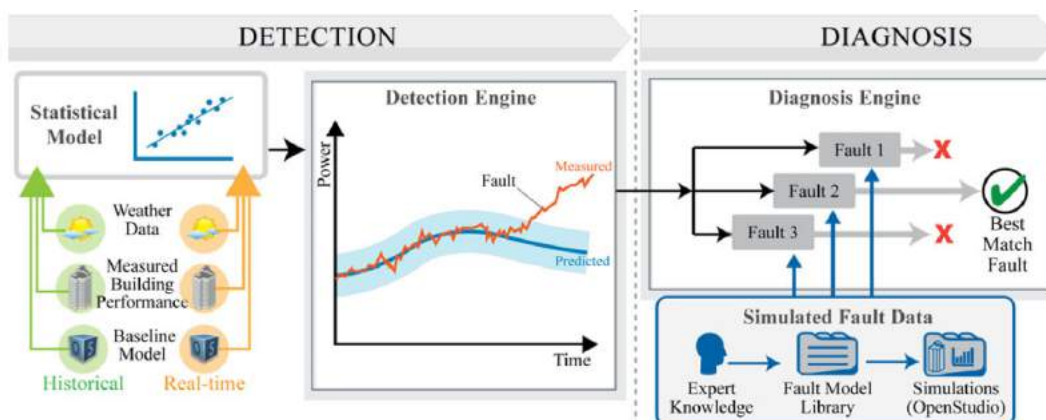 DETECTION
DIAGNOSIS
Statistical
Model
Detection Engine
Power
Measured
Fault
Predicted
Time
Weather
Data
Measured
Building
Performance
Baseline
Model
Historical
Real-time
Diagnosis Engine
Fault 1
X
Fault 2
Fault 3
X
Best
Match
Fault
Simulated Fault Data
Expert
Knowledge
Fault Model
Library
Simulations
(OpenStudio)